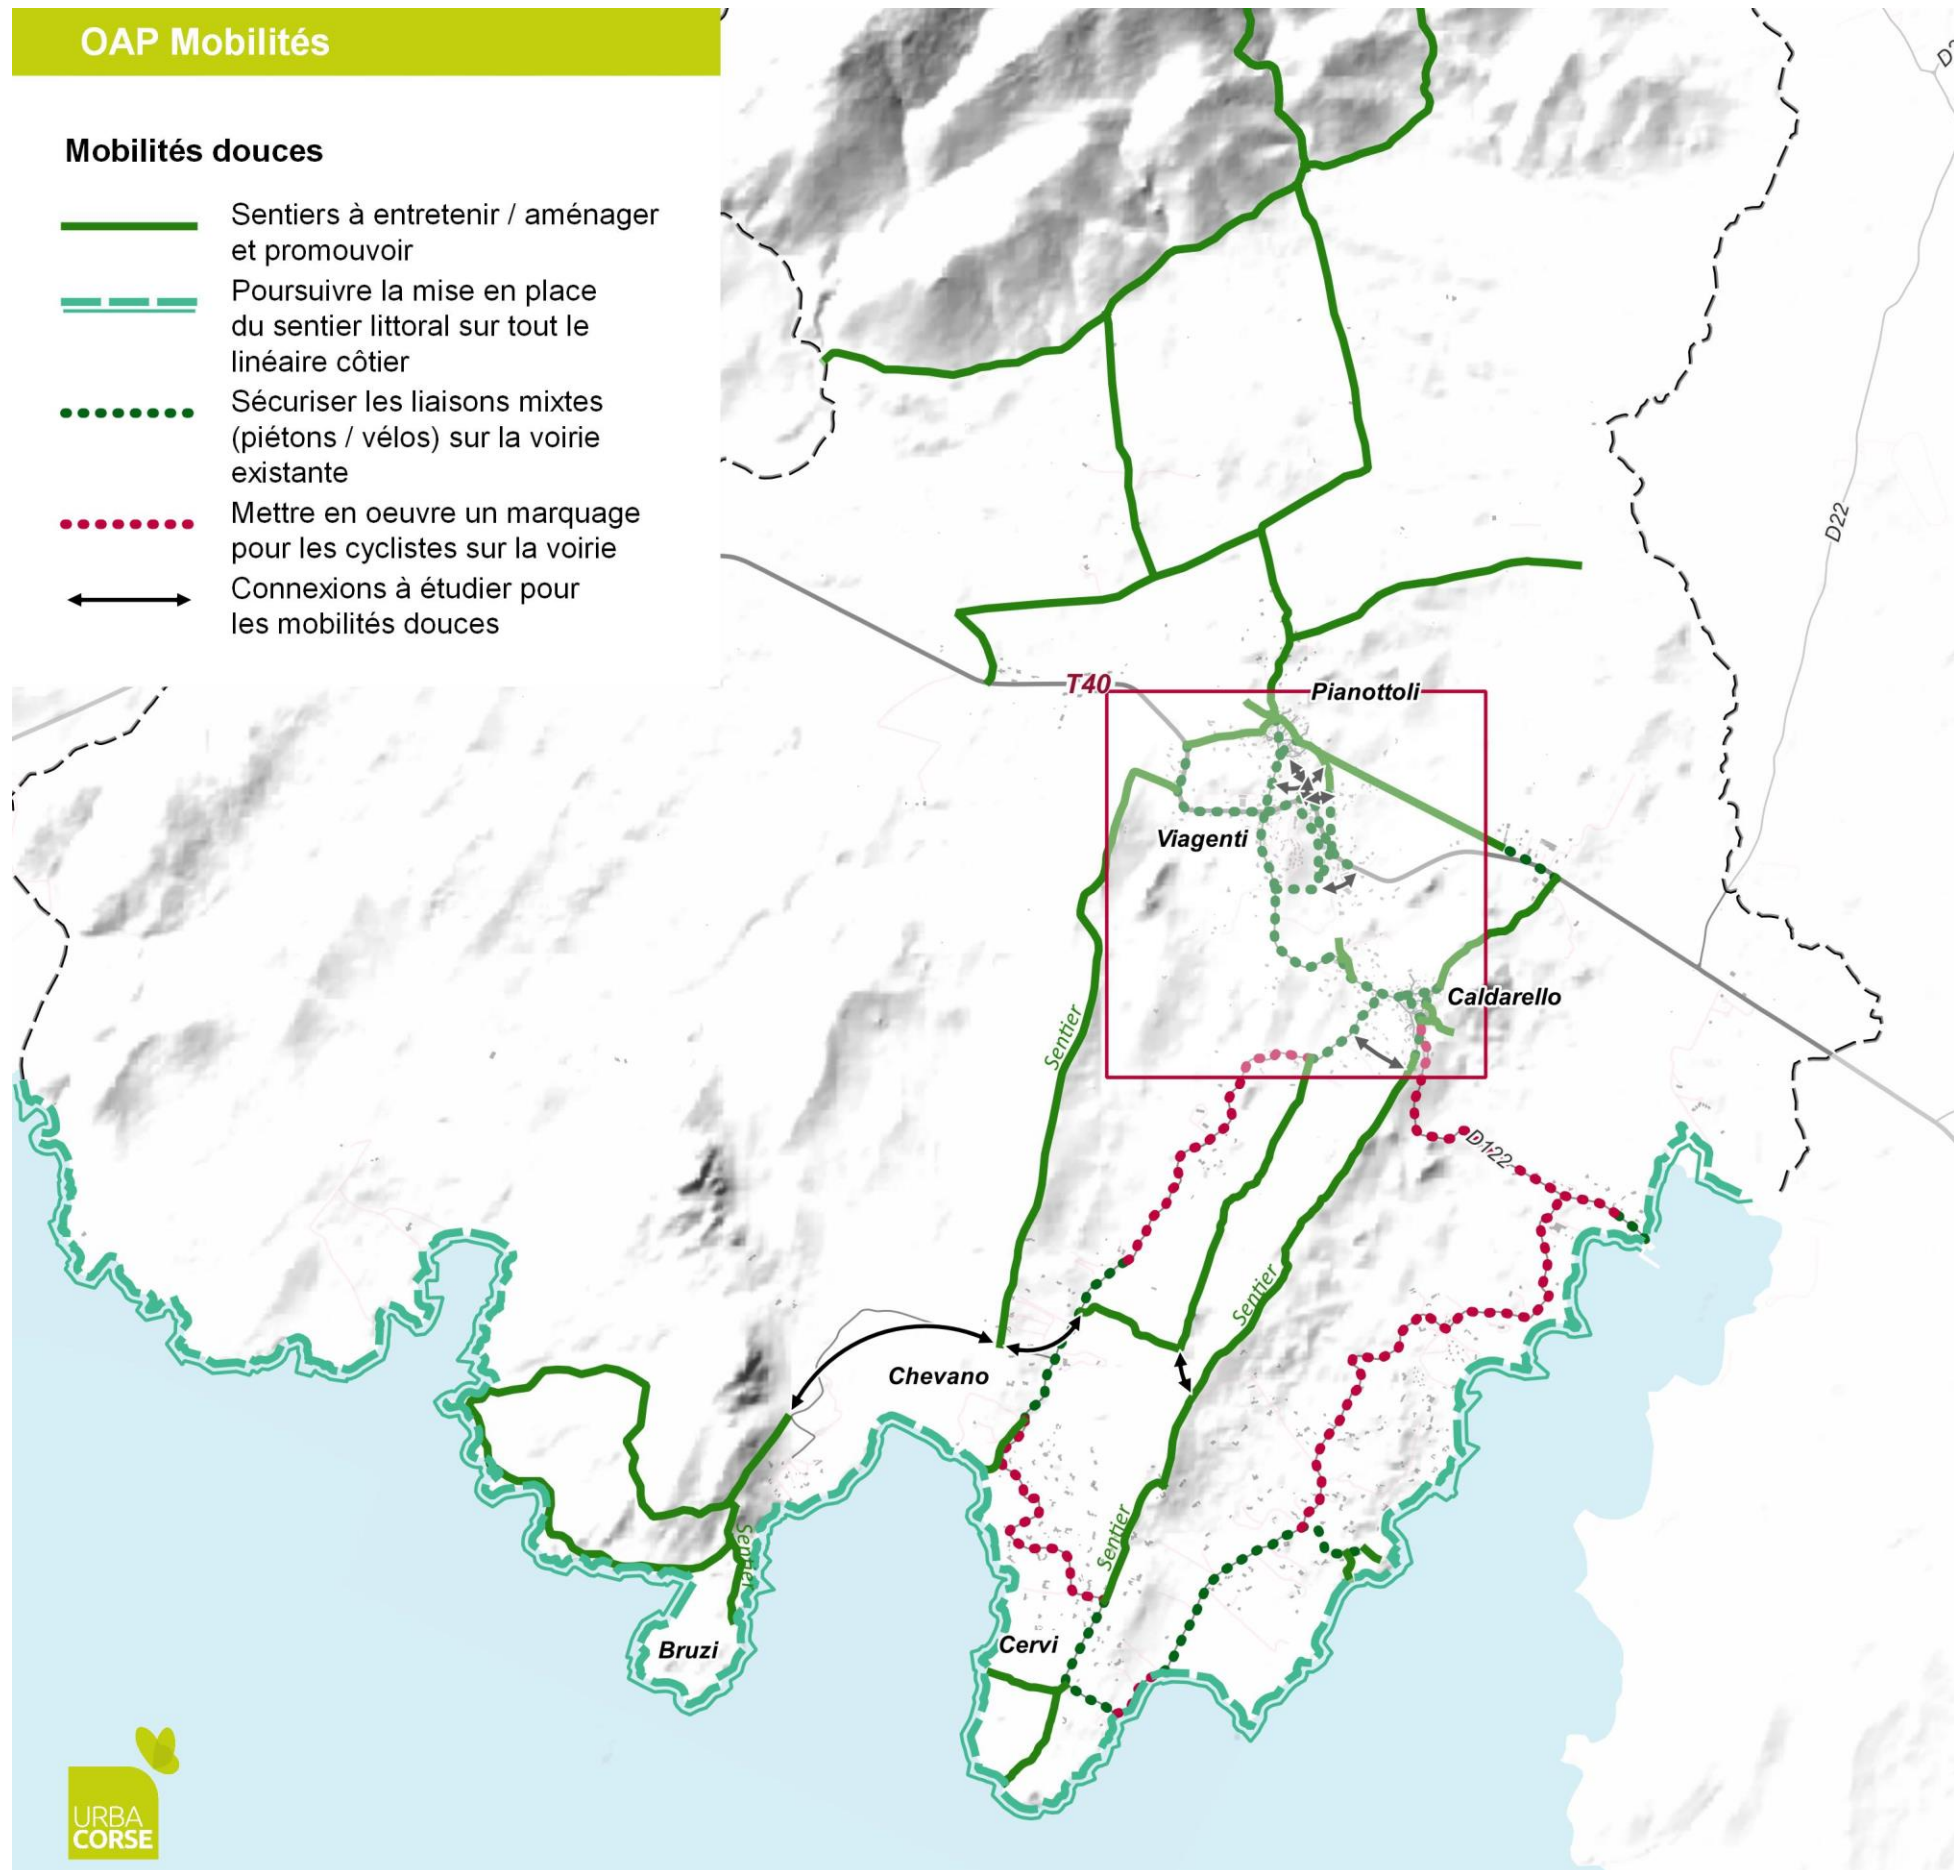 OAP Mobilités
Mobilités douces
Sentiers à entretenir / aménager
et promouvoir
Poursuivre la mise en place
du sentier littoral sur tout le
linéaire côtier
Sécuriser les liaisons mixtes
(piétons / vélos) sur la voirie
existante
Mettre en oeuvre un marquage
pour les cyclistes sur la voirie
Connexions à étudier pour
les mobilités douces
D22
T40
Pianottoli
Viagenti
Caldarello
Sentier
D122
Sentier
Chevano
Sentier
Sentier
Bruzi
Cervi
URBA
CORSE